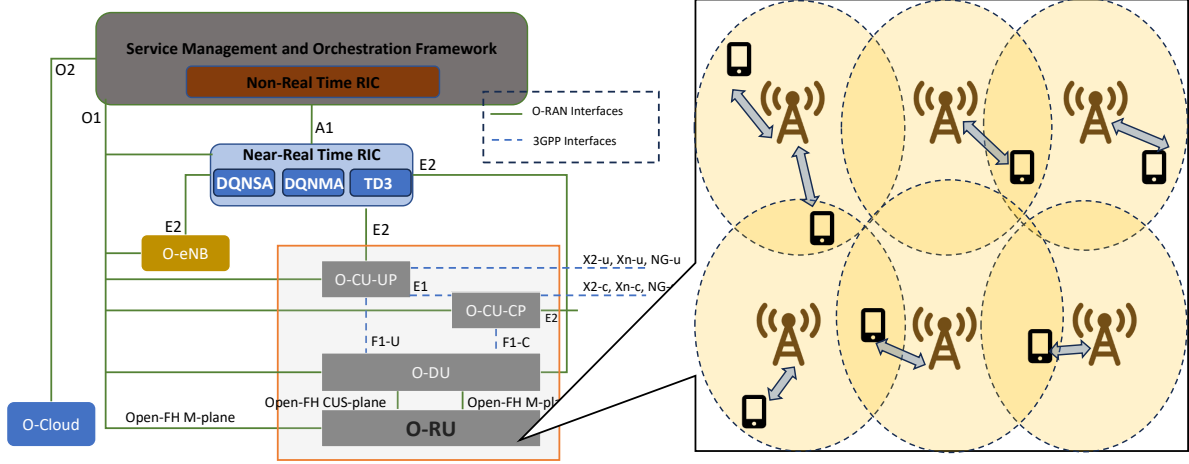 Service Management and Orchestration Framework
Non-Real Time RIC
O2
O1
A1
O-RAN Interfaces
3GPP Interfaces
Near-Real Time RIC
E2
DQNSA
DQNMA
TD3
E2
E2
O-eNB
O-CU-UP
X2-u, Xn-u, NG-u
E1
X2-c, Xn-c, NG-
O-CU-CP
E2
F1-U
F1-C
O-DU
Open-FH CUS-plane
Open-FH M-pla
O-Cloud
Open-FH M-plane
O-RU